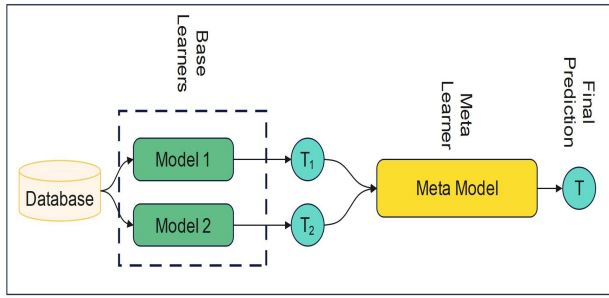 Base
Learners
Meta
Learner
Final
Prediction
Database
Model 1
Model 2
T₁
T₂
Meta Model
T